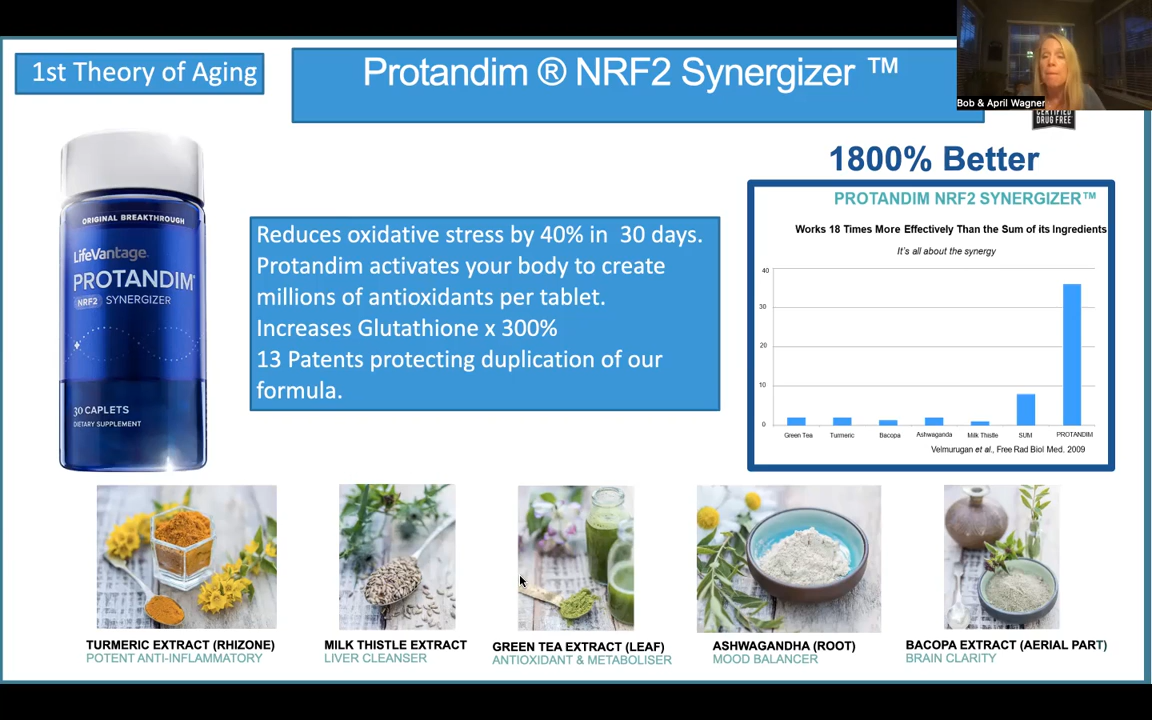 1st Theory of Aging
Protandim ® NRF2 Synergizer ™
Bob & April Wagner
CERTIFIED
DRUG FREE
ORIGINAL BREAKTHROUGH
LifeVantage
PROTANDIM
NRF2 SYNERGIZER
30 CAPLETS
DIETARY SUPPLEMENT
Reduces oxidative stress by 40% in 30 days.
Protandim activates your body to create
millions of antioxidants per tablet.
Increases Glutathione x 300%
13 Patents protecting duplication of our
formula.
1800% Better
PROTANDIM NRF2 SYNERGIZER™
Works 18 Times More Effectively Than the Sum of its Ingredients
It's all about the synergy
40
30
20
10
0
Green Tea Turmeric Bacopa Ashwaganda Milk Thistle SUM PROTANDIM
Velmurugan et al., Free Rad Biol Med. 2009
TURMERIC EXTRACT (RHIZONE)
POTENT ANTI-INFLAMMATORY
MILK THISTLE EXTRACT
LIVER CLEANSER
GREEN TEA EXTRACT (LEAF)
ANTIOXIDANT & METABOLISER
ASHWAGANDHA (ROOT)
MOOD BALANCER
BACOPA EXTRACT (AERIAL PART)
BRAIN CLARITY